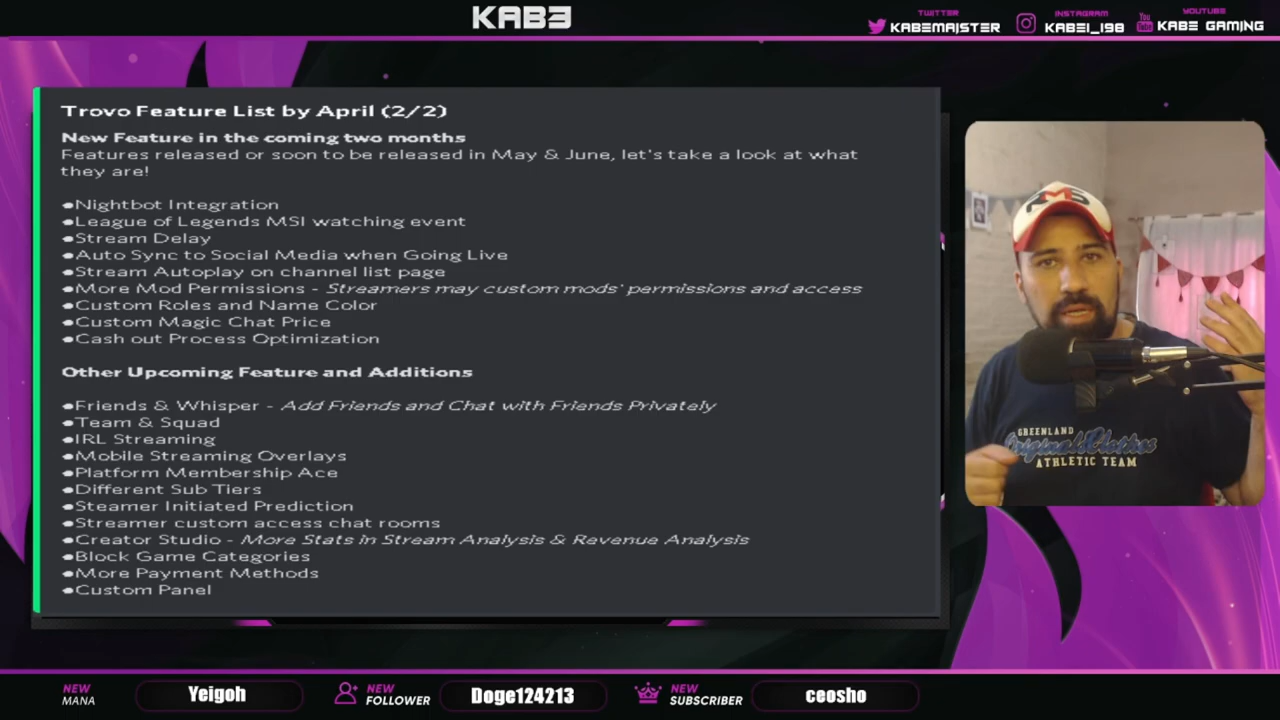 KAB3
TWITTER
KABEMAJSTER
INSTAGRAM
KABE1_198
YOUTUBE
You
Tube
KABE GAMING
Trovo Feature List by April (2/2)
New Feature in the coming two months
Features released or soon to be released in May & June, let's take a look at what
they are!
●Nightbot Integration
●League of Legends MSI watching event
●Stream Delay
●Auto Sync to Social Media when Going Live
●Stream Autoplay on channel list page
●More Mod Permissions - Streamers may custom mods' permissions and access
●Custom Roles and Name Color
●Custom Magic Chat Price
●Cash out Process Optimization
Other Upcoming Feature and Additions
●Friends & Whisper - Add Friends and Chat with Friends Privately
●Team & Squad
●IRL Streaming
●Mobile Streaming Overlays
●Platform Membership Ace
●Different Sub Tiers
●Steamer Initiated Prediction
●Streamer custom access chat rooms
●Creator Studio - More Stats in Stream Analysis & Revenue Analysis
●Block Game Categories
●More Payment Methods
●Custom Panel
GREENLAND
Original Clothes
ATHLETIC TEAM
NEW
MANA
Yeigoh
NEW
FOLLOWER
Doge124213
NEW
SUBSCRIBER
ceosho